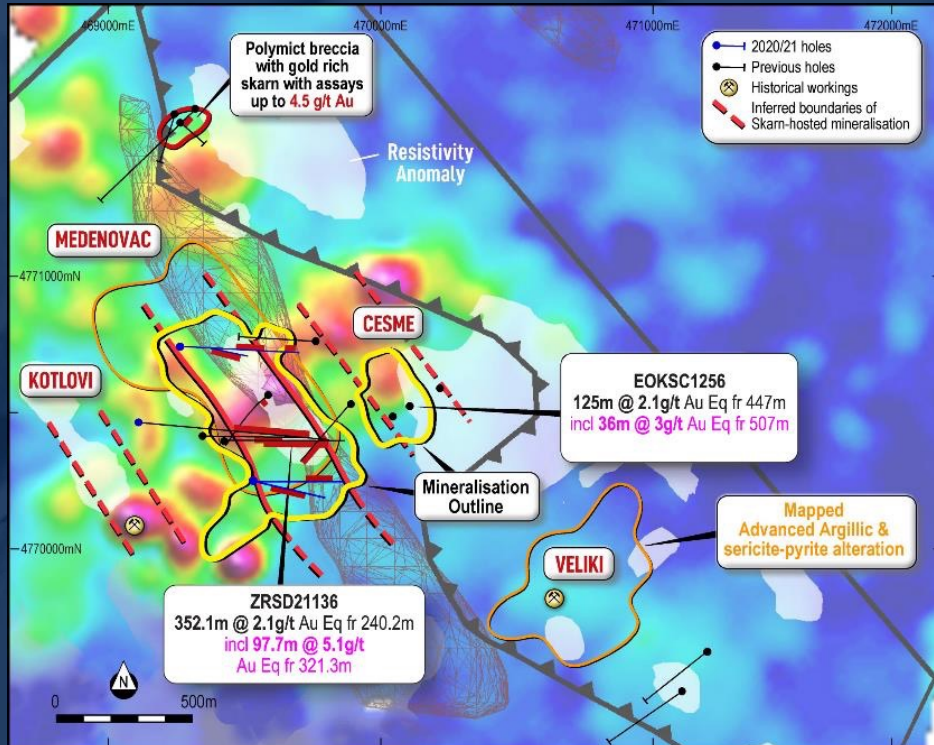 469000mE
470000mE
471000mE
472000mE
Polymict breccia
with gold rich
skarn with assays
up to 4.5 g/t Au
2020/21 holes
Previous holes
Historical workings
Inferred boundaries of
Skarn-hosted mineralisation
Resistivity
Anomaly
MEDENOVAC
4771000mN
CESME
KOTLOVI
EOKSC1256
125m @ 2.1g/t Au Eq fr 447m
incl 36m @ 3g/t Au Eq fr 507m
Mineralisation
Outline
Mapped
Advanced Argillic &
sericite-pyrite alteration
4770000mN
VELIKI
ZRSD21136
352.1m @ 2.1g/t Au Eq fr 240.2m
incl 97.7m @ 5.1g/t
Au Eq fr 321.3m
N
0
500m